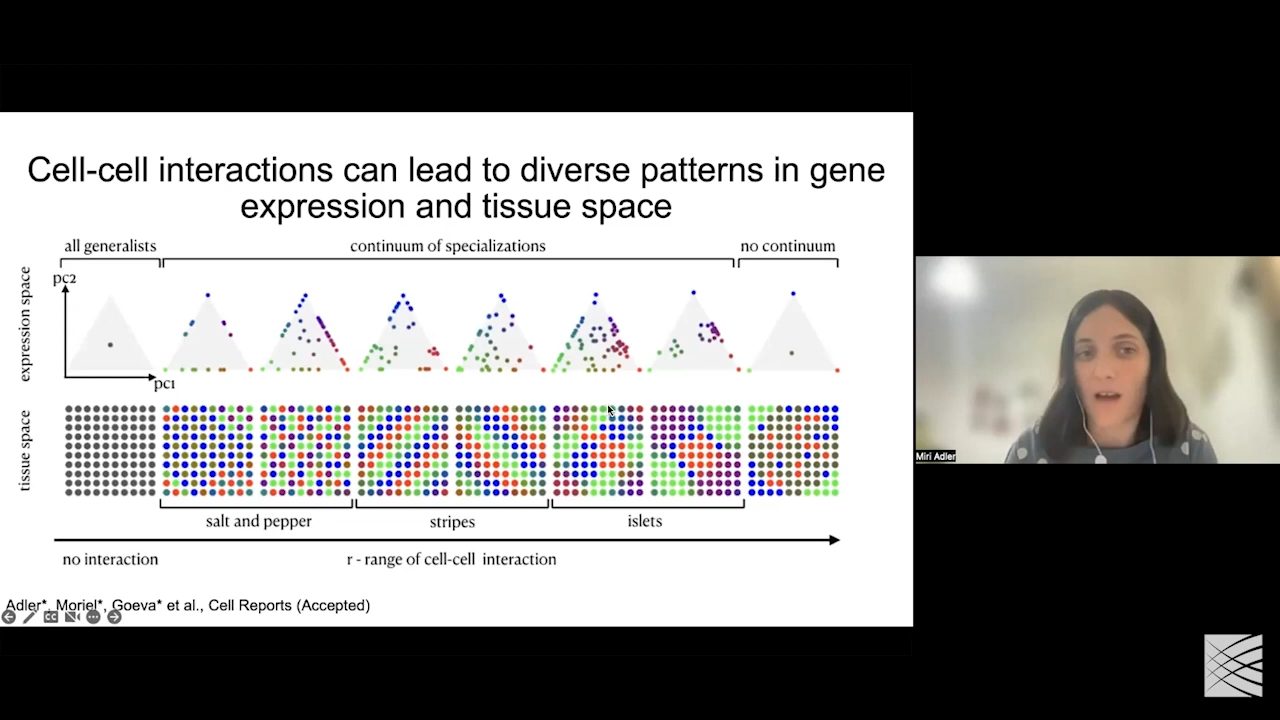 Cell-cell interactions can lead to diverse patterns in gene
expression and tissue space
all generalists
continuum of specializations
no continuum
expression space
pc2
pc1
tissue space
salt and pepper
stripes
islets
no interaction
r - range of cell-cell interaction
Adler*, Moriel*, Goeva* et al., Cell Reports (Accepted)
CC
Miri Adler